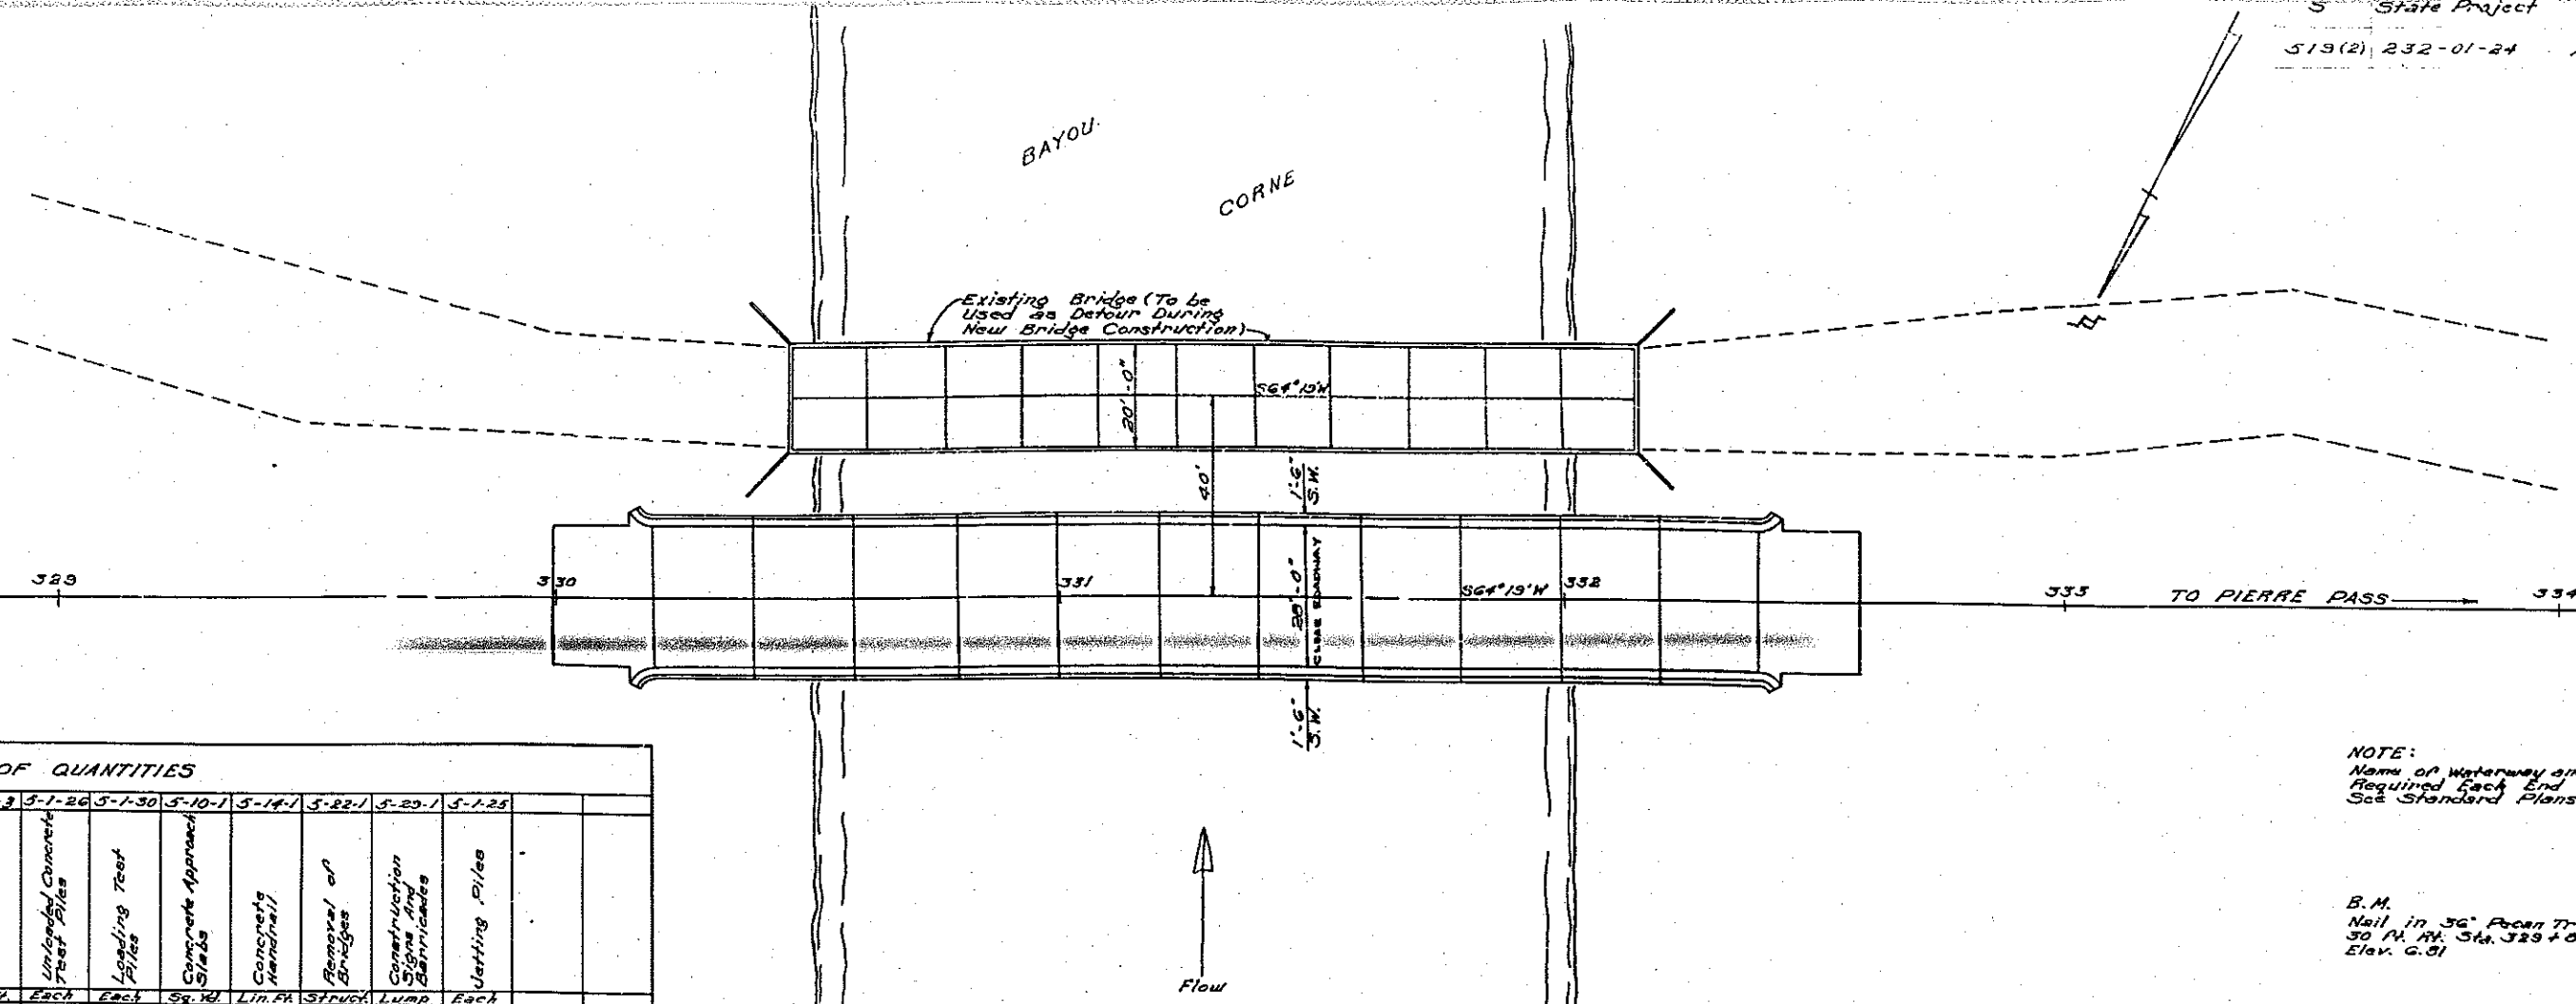 S State Project
519(2) 232-01-24
BAYOU
CORNE
Existing Bridge (To be
Used as Detour During
New Bridge Construction)
20'-0"
S64°19'W
40'
1'-6"
S.W.
329
330
331
28'-0"
CLEAR ROADWAY
S64°19'W
332
333
TO PIERRE PASS
334
1'-6"
S.W.
OF QUANTITIES
5-1-26 5-1-30 5-10-1 5-14-1 5-22-1 5-29-1 5-1-25
Unloaded Concrete
Test Piles
Loading Test
Piles
Concrete Approach
Slabs
Concrete
Handrail
Removal of
Bridges
Construction
Signs And
Barricades
Jetting Piles
Each Each Sq. Yd. Lin. Ft. Struct. Lump Each
Flow
NOTE:
Name of Waterway
Required Each End
See Standard Plans
B.M.
Nail in 36" Pecan
30 Ft. Rt. Sta. 329+
Elev. 6.81